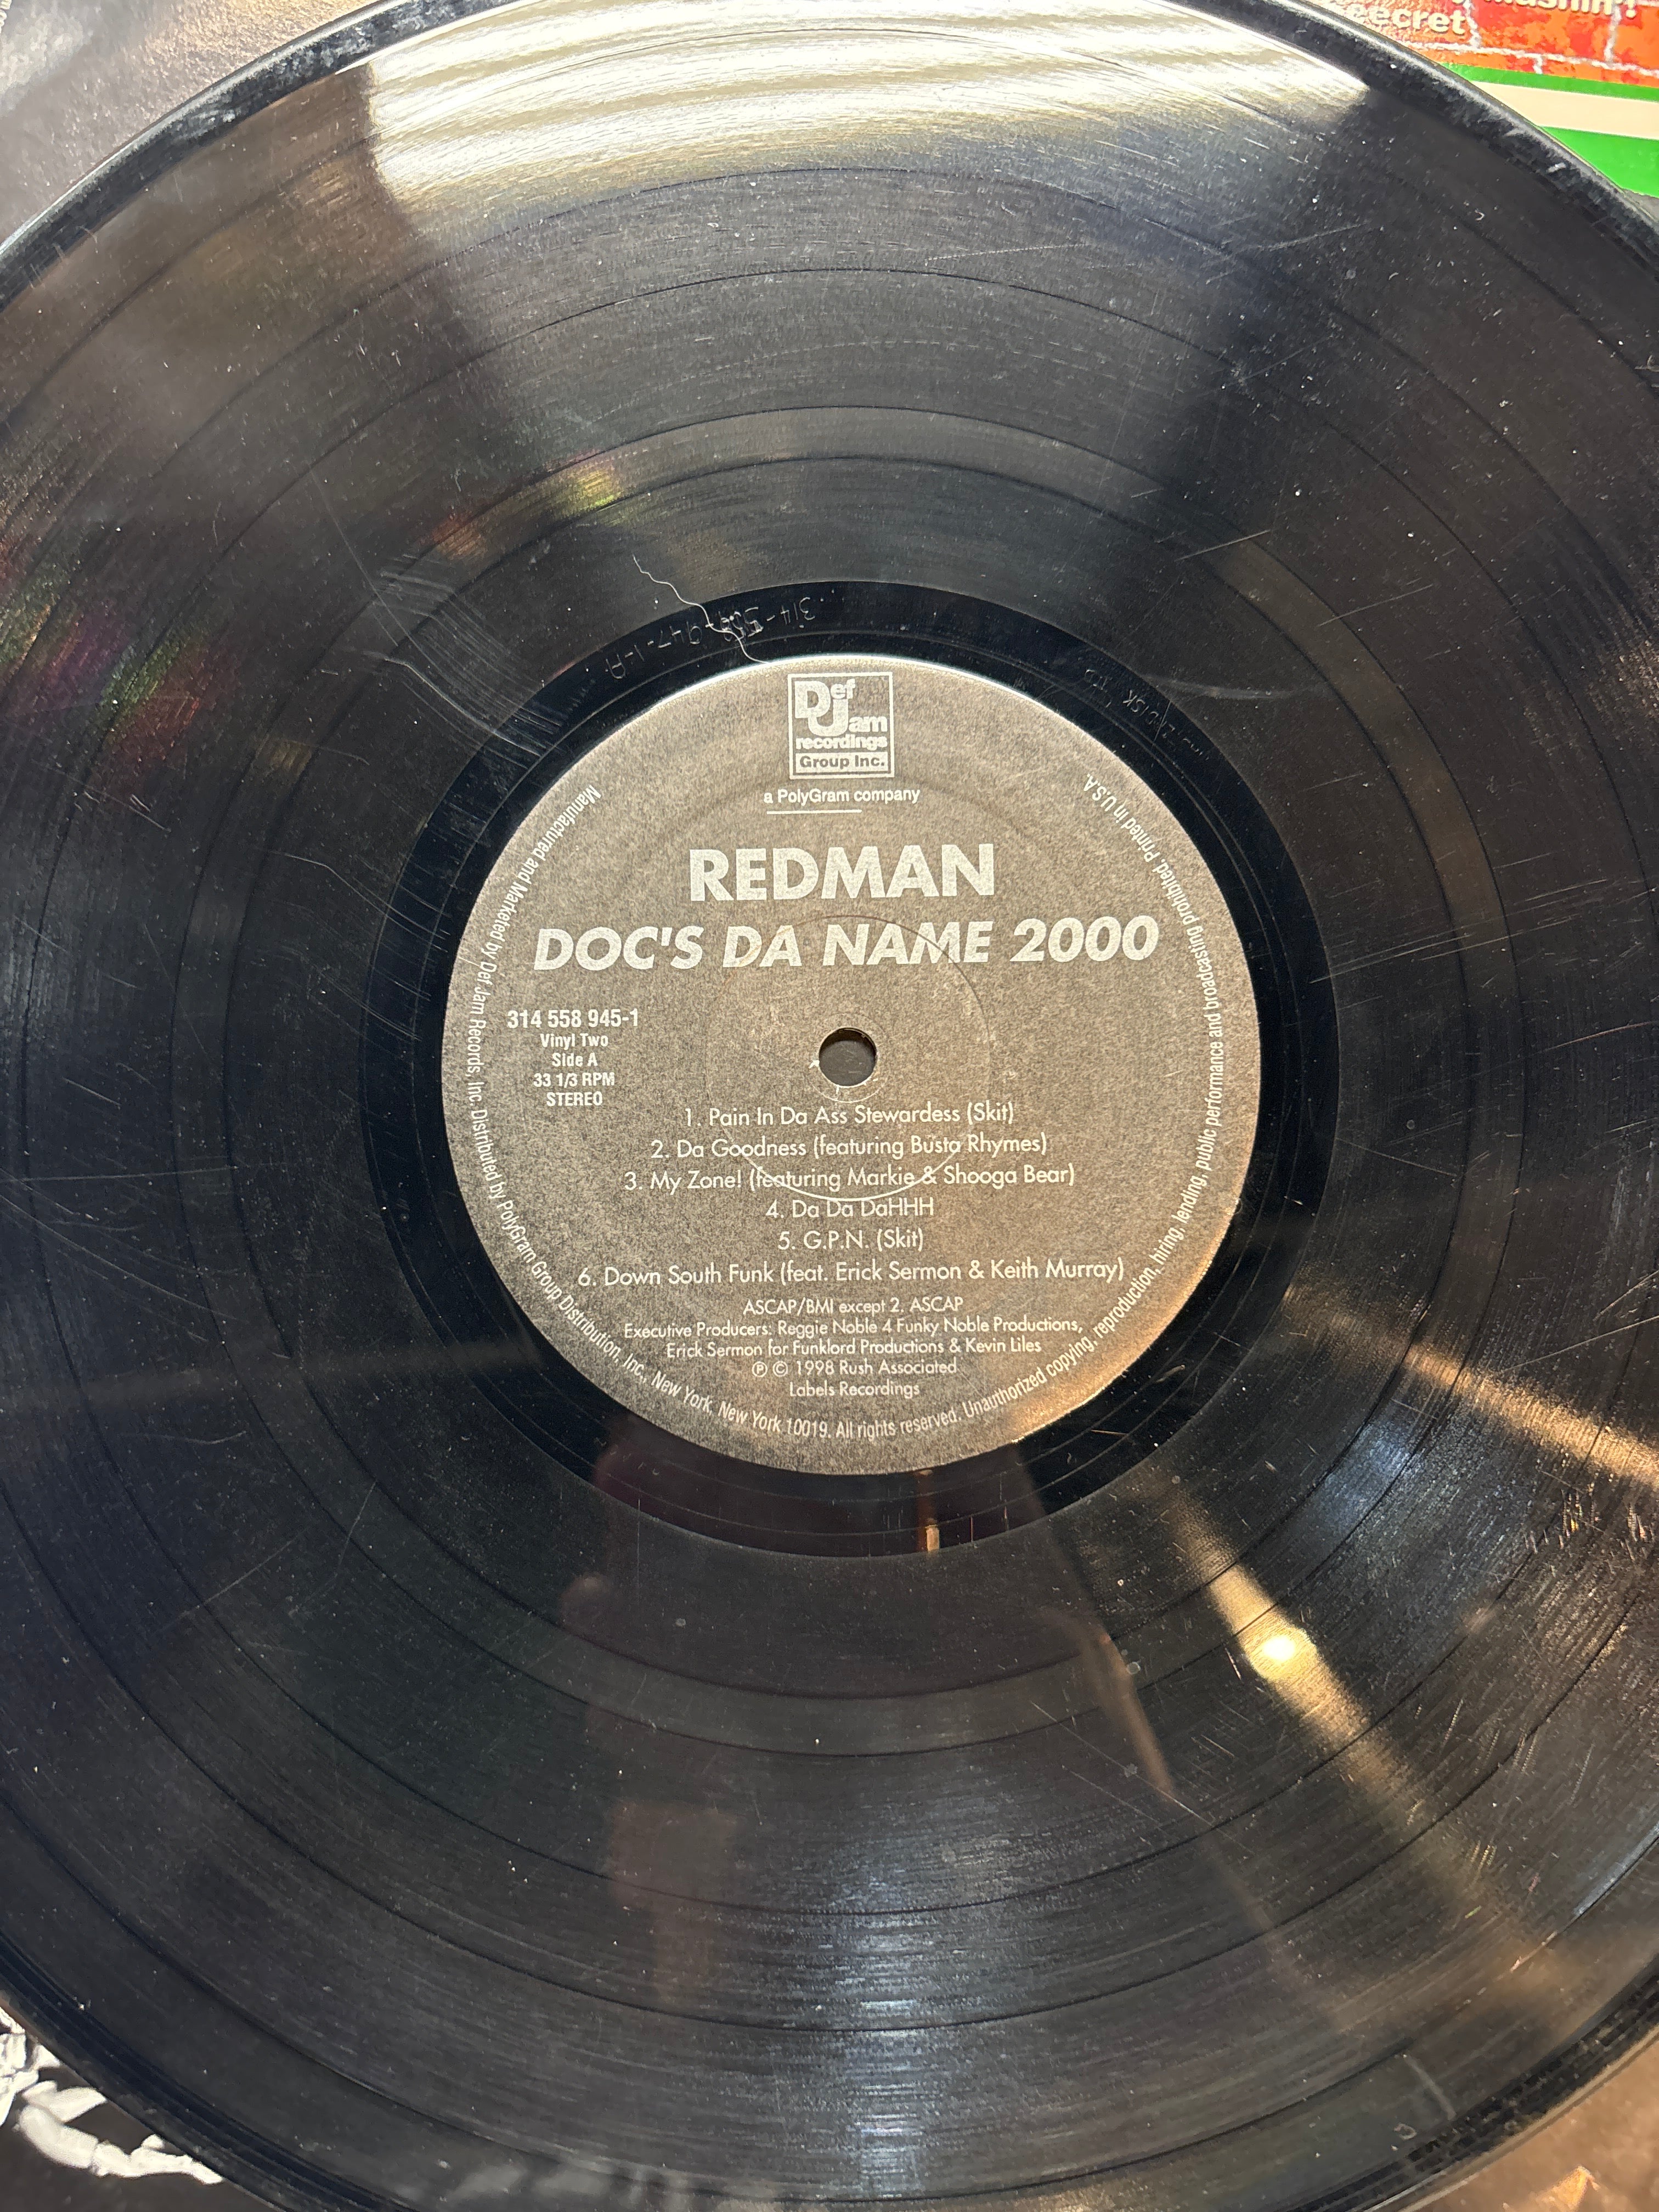 ecret
314-558-947-1-A
Def
Jam
recordings
Group Inc.
a PolyGram company
REDMAN
DOC'S DA NAME 2000
314 558 945-1
Vinyl Two
Side A
33 1/3 RPM
STEREO
1. Pain In Da Ass Stewardess (Skit)
2. Da Goodness (featuring Busta Rhymes)
3. My Zone! (featuring Markie & Shooga Bear)
4. Da Da DaHHH
5. G.P.N. (Skit)
6. Down South Funk (feat. Erick Sermon & Keith Murray)
ASCAP/BMI except 2. ASCAP
Executive Producers: Reggie Noble 4 Funky Noble Productions,
Erick Sermon for Funklord Productions & Kevin Liles
℗ © 1998 Rush Associated
Labels Recordings
Manufactured and Marketed by Def Jam Records, Inc. Distributed by PolyGram Group Distribution, Inc., New York, New York 10019. All rights reserved. Unauthorized copying, reproduction, hiring, lending, public performance and broadcasting prohibited. Printed in U.S.A.